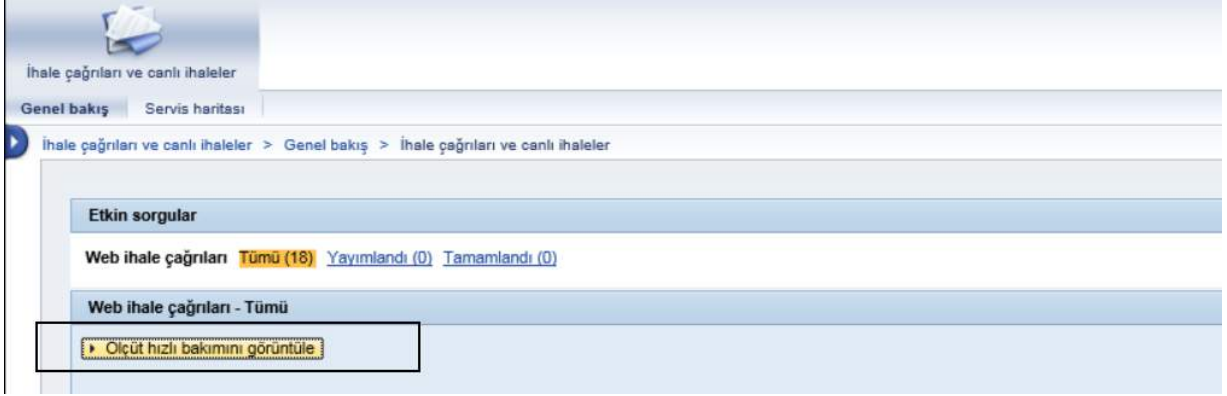 İhale çağrıları ve canlı ihaleler
Genel bakış Servis haritası
İhale çağrıları ve canlı ihaleler > Genel bakış > İhale çağrıları ve canlı ihaleler
Etkin sorgular
Web ihale çağrıları Tümü (18) Yayımlandı (0) Tamamlandı (0)
Web ihale çağrıları - Tümü
Ölçüt hızlı bakımını görüntüle